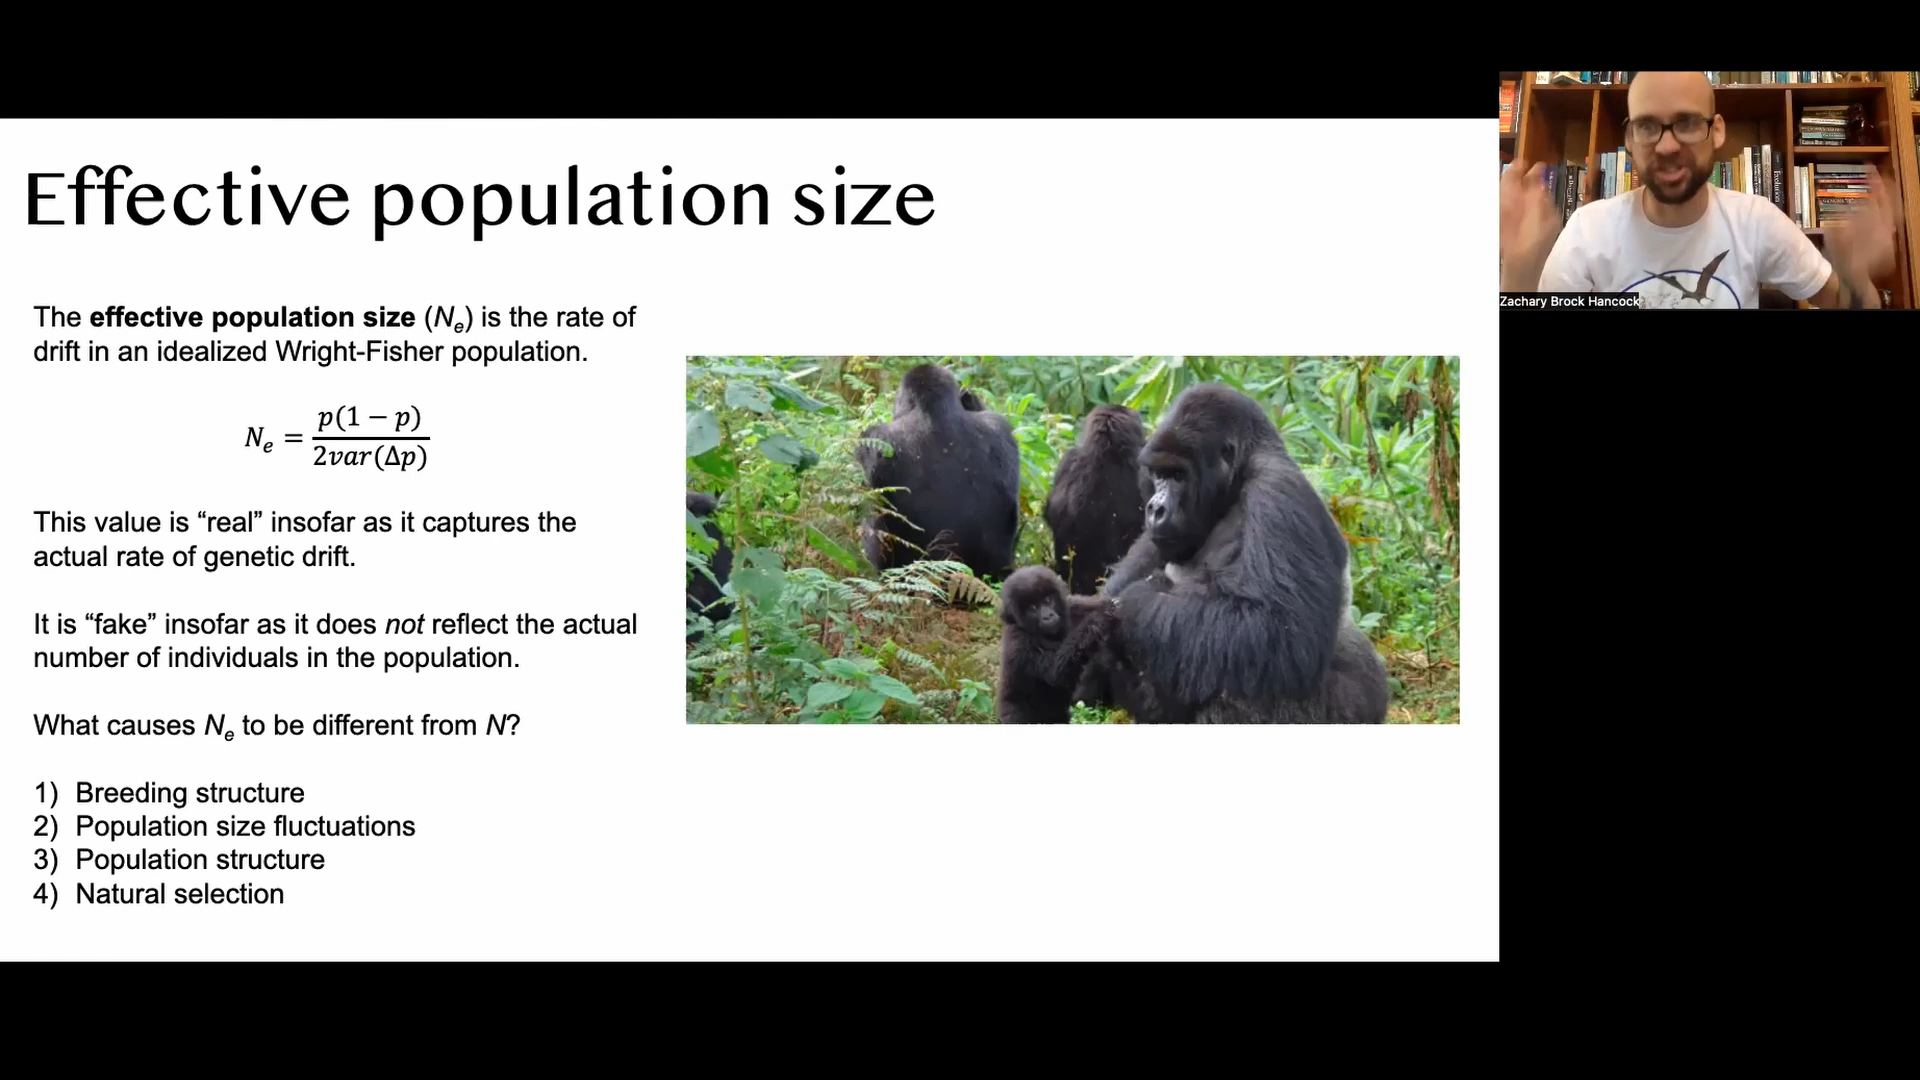 Effective population size
The effective population size (Nₑ) is the rate of
drift in an idealized Wright-Fisher population.
Nₑ = p(1 − p) / 2var(Δp)
This value is “real” insofar as it captures the
actual rate of genetic drift.
It is “fake” insofar as it does not reflect the actual
number of individuals in the population.
What causes Nₑ to be different from N?
1) Breeding structure
2) Population size fluctuations
3) Population structure
4) Natural selection
Zachary Brock Hancock